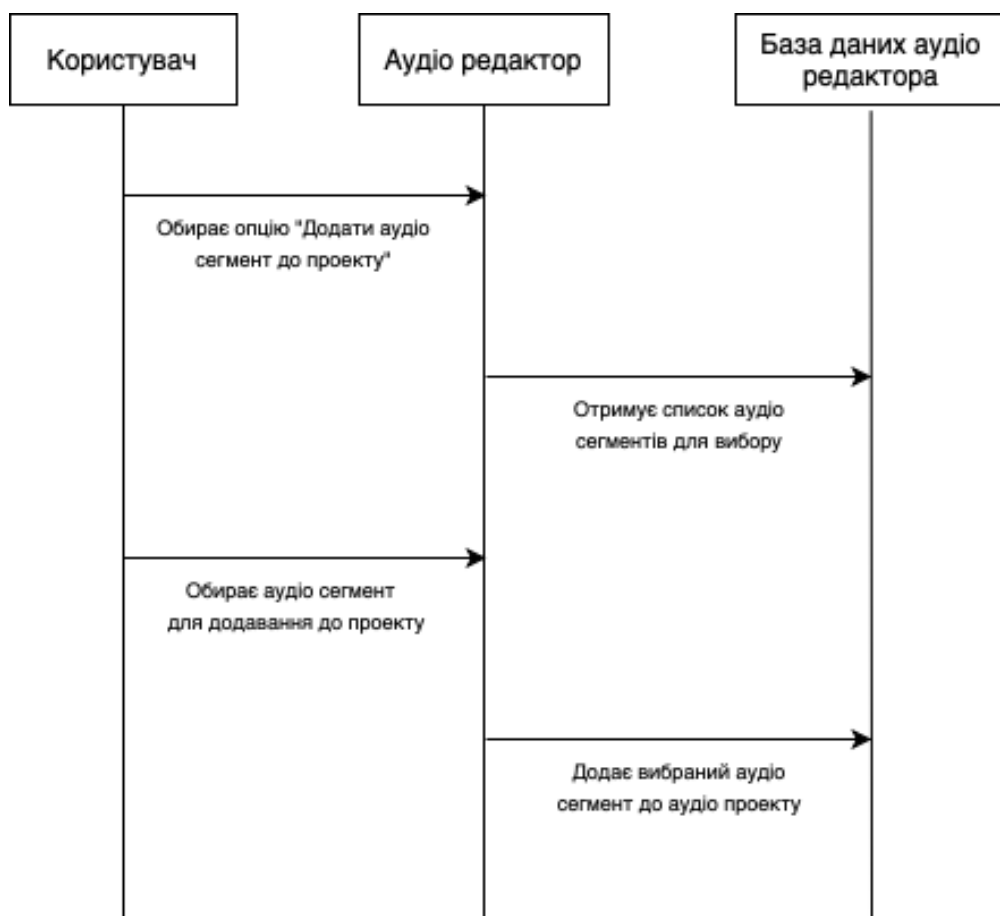 Користувач
Аудіо редактор
База даних аудіо
редактора
Обирає опцію "Додати аудіо
сегмент до проекту"
Отримує список аудіо
сегментів для вибору
Обирає аудіо сегмент
для додавання до проекту
Додає вибраний аудіо
сегмент до аудіо проекту